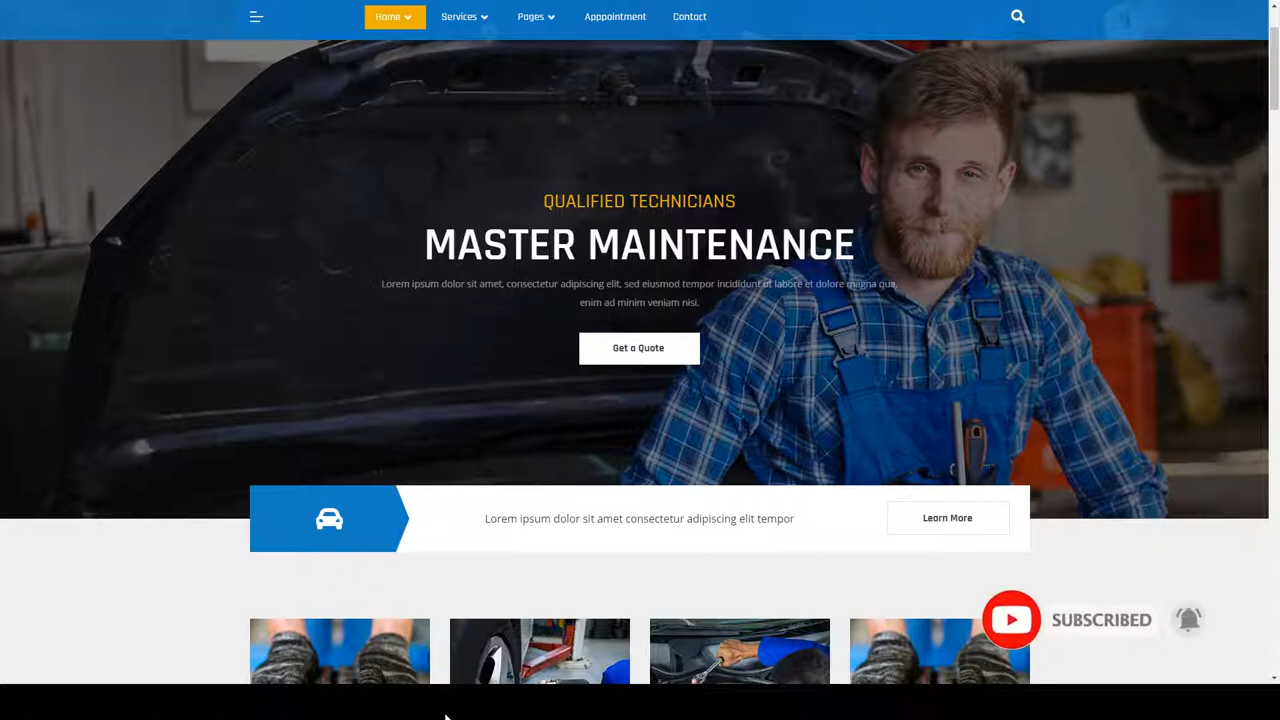 Home
Services
Pages
Apppointment
Contact
QUALIFIED TECHNICIANS
MASTER MAINTENANCE
Lorem ipsum dolor sit amet, consectetur adipiscing elit, sed eiusmod tempor incididunt ut labore et dolore magna qua,
enim ad minim veniam nisi.
Get a Quote
Lorem ipsum dolor sit amet consectetur adipiscing elit tempor
Learn More
SUBSCRIBED